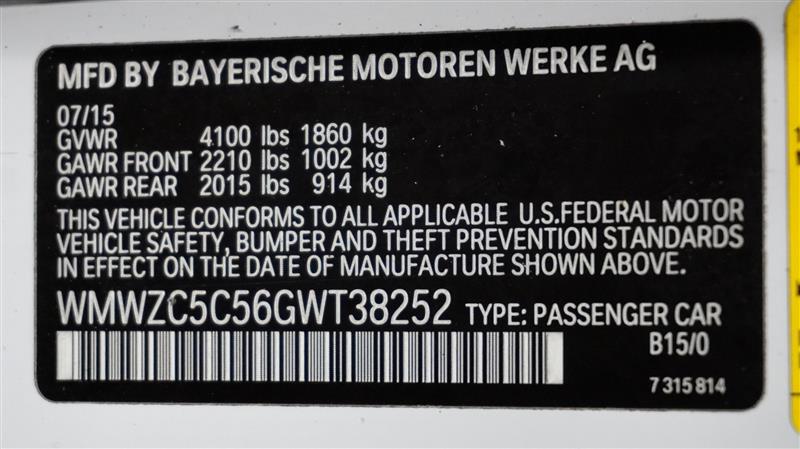 MFD BY BAYERISCHE MOTOREN WERKE AG
07/15
GVWR 4100 lbs 1860 kg
GAWR FRONT 2210 lbs 1002 kg
GAWR REAR 2015 lbs 914 kg
THIS VEHICLE CONFORMS TO ALL APPLICABLE U.S.FEDERAL MOTOR
VEHICLE SAFETY, BUMPER AND THEFT PREVENTION STANDARDS
IN EFFECT ON THE DATE OF MANUFACTURE SHOWN ABOVE.
WMWZC5C56GWT38252 TYPE: PASSENGER CAR
B15/0
7 315 814